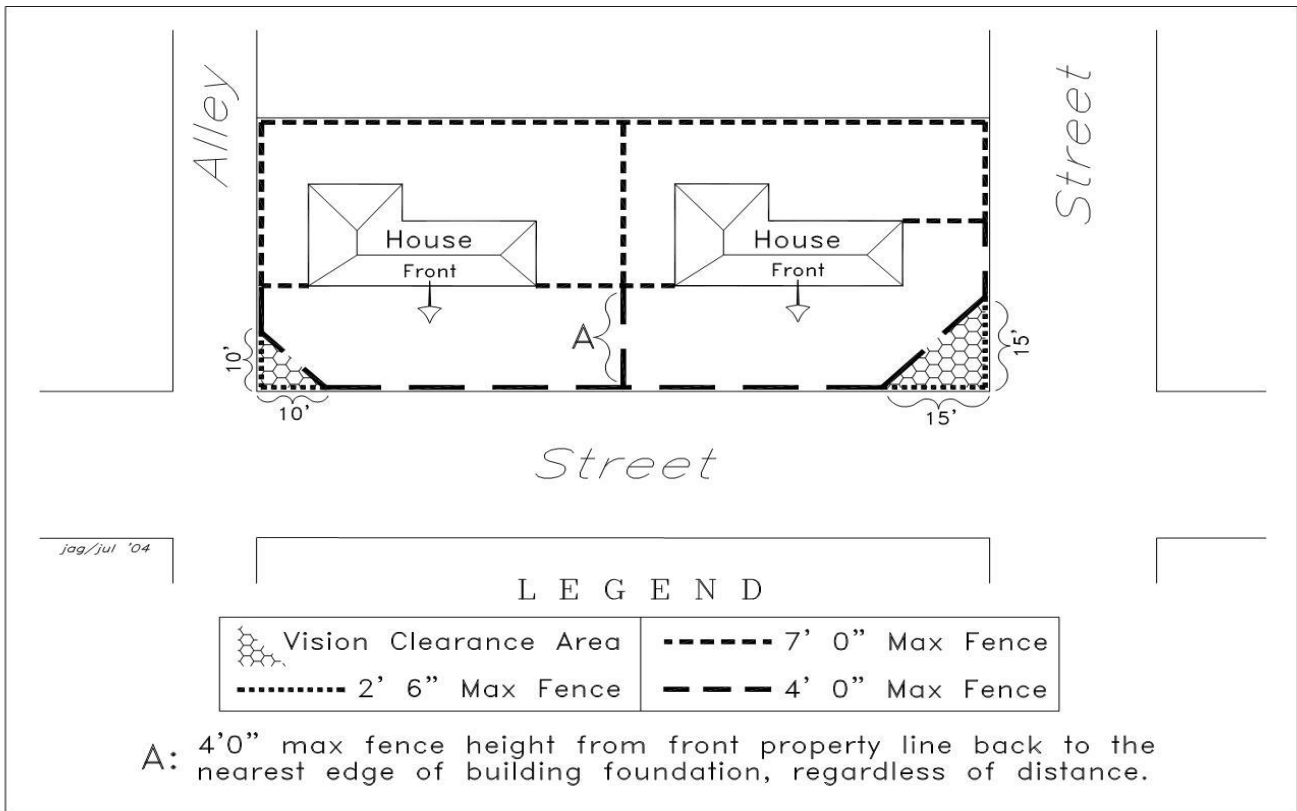 Alley
Street
House
Front
House
Front
A
10'
10'
15'
15'
Street
jag/jul '04
L E G E N D
Vision Clearance Area
7' 0" Max Fence
2' 6" Max Fence
4' 0" Max Fence
A: 4'0" max fence height from front property line back to the
nearest edge of building foundation, regardless of distance.